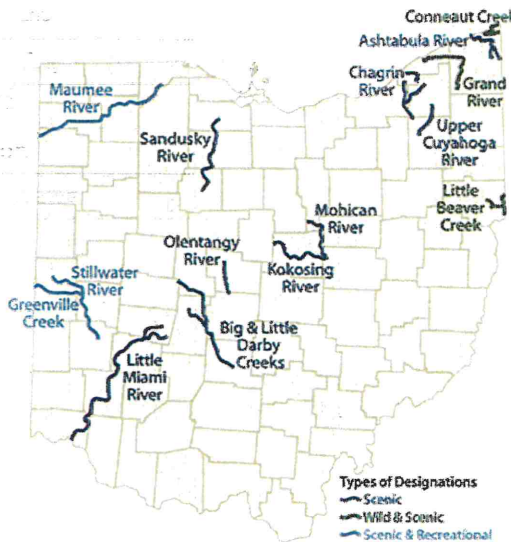 Conneaut Creek
Ashtabula River
Chagrin
River
Grand
River
Maumee
River
Sandusky
River
Upper
Cuyahoga
River
Little
Beaver
Creek
Mohican
River
Olentangy
River
Kokosing
River
Stillwater
River
Greenville
Creek
Big & Little
Darby
Creeks
Little
Miami
River
Types of Designations
Scenic
Wild & Scenic
Scenic & Recreational